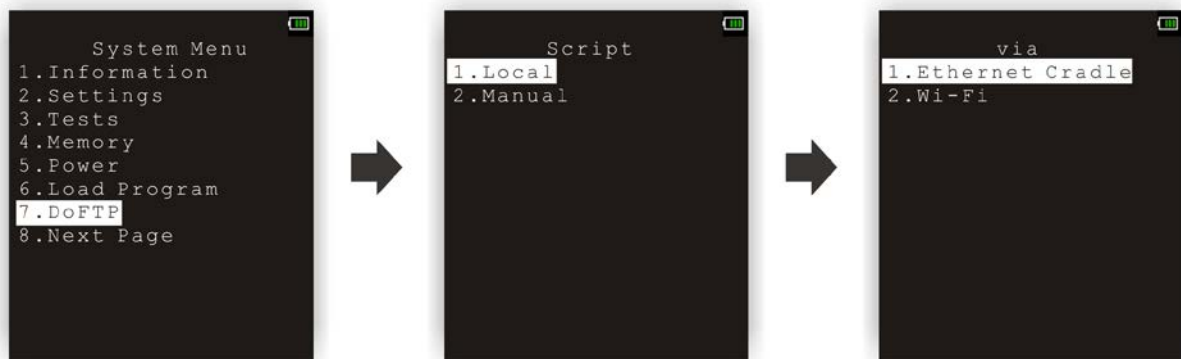 System Menu
1.Information
2.Settings
3.Tests
4.Memory
5.Power
6.Load Program
7.DoFTP
8.Next Page
Script
1.Local
2.Manual
via
1.Ethernet Cradle
2.Wi-Fi